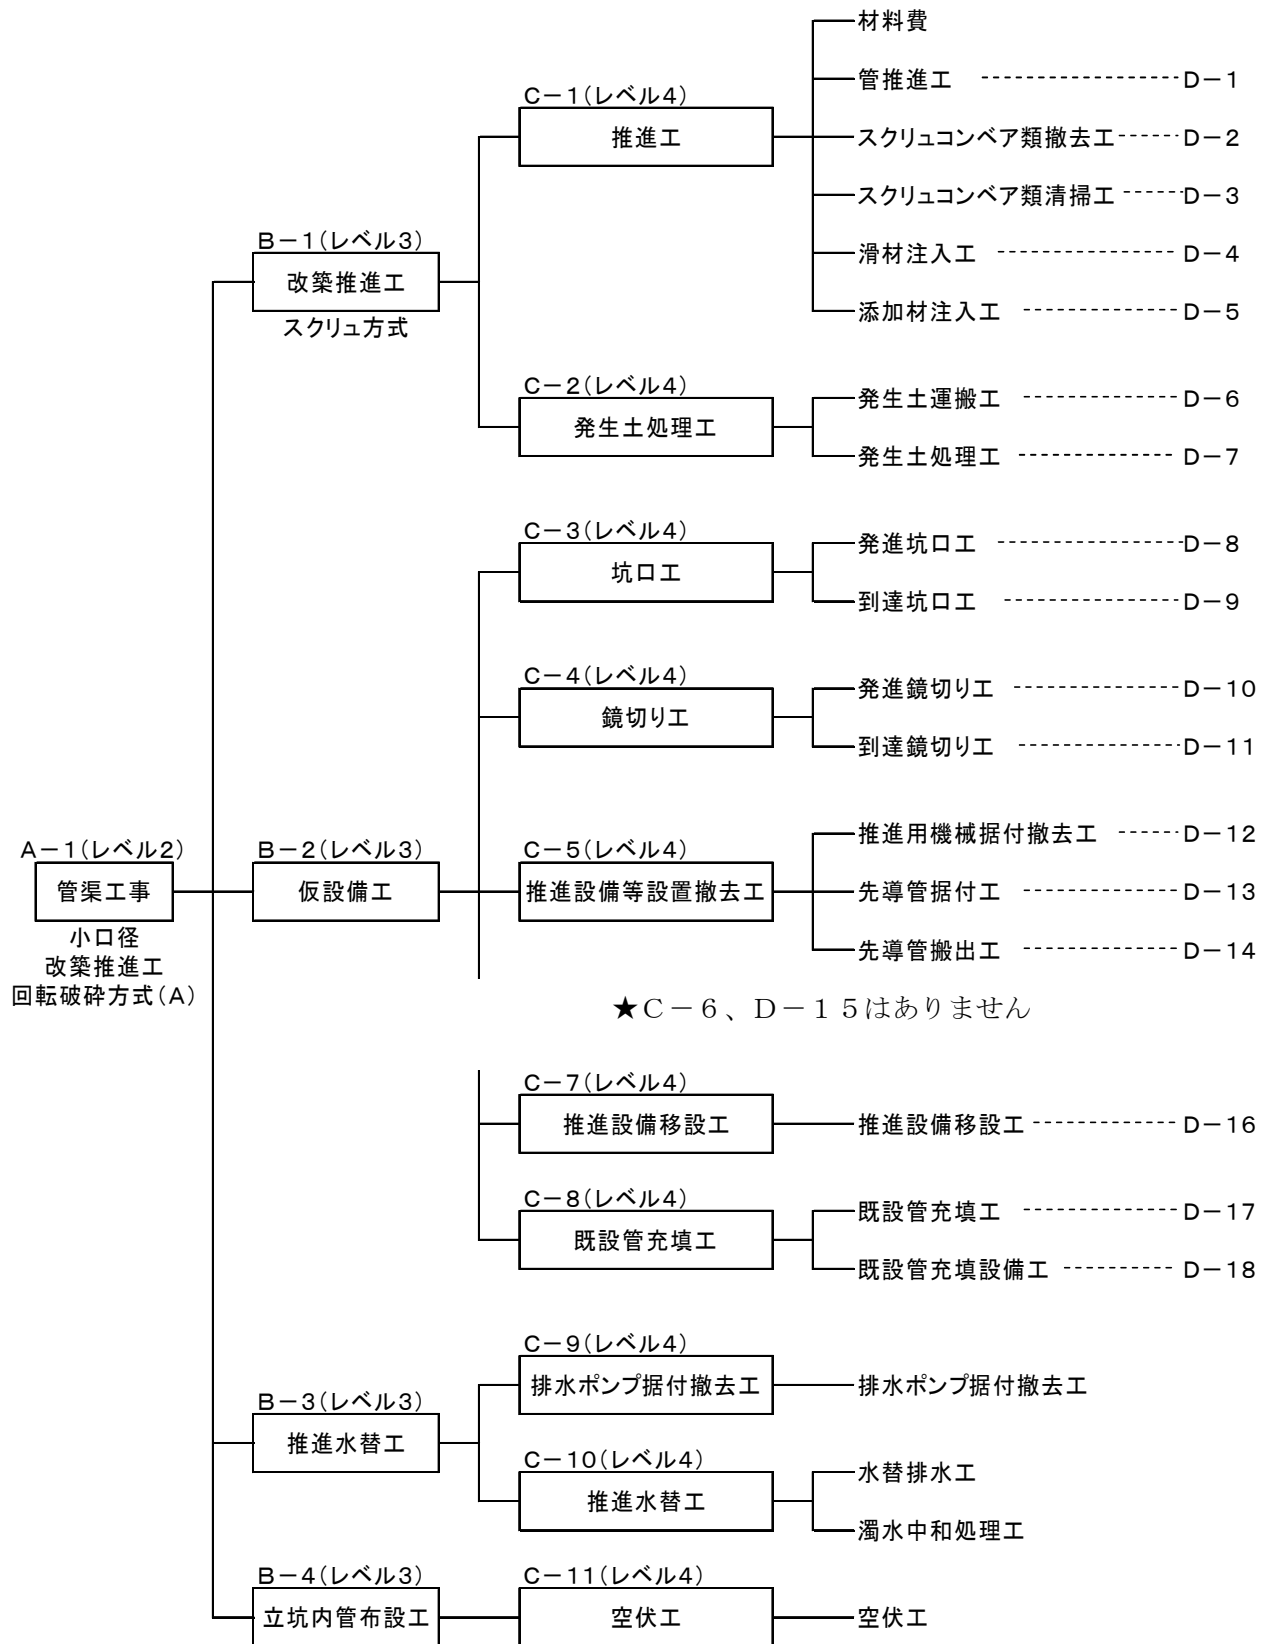 材料費
管推進工 D－1
C－1(レベル4)
推進工
スクリュコンベア類撤去工 D－2
スクリュコンベア類清掃工 D－3
B－1(レベル3)
改築推進工
スクリュ方式
滑材注入工 D－4
添加材注入工 D－5
C－2(レベル4)
発生土処理工
発生土運搬工 D－6
発生土処理工 D－7
C－3(レベル4)
坑口工
発進坑口工 D－8
到達坑口工 D－9
C－4(レベル4)
鏡切り工
発進鏡切り工 D－10
到達鏡切り工 D－11
A－1(レベル2)
管渠工事
小口径
改築推進工
回転破砕方式(A)
B－2(レベル3)
仮設備工
C－5(レベル4)
推進設備等設置撤去工
推進用機械据付撤去工 D－12
先導管据付工 D－13
先導管搬出工 D－14
★C－6、D－15はありません
C－7(レベル4)
推進設備移設工
推進設備移設工 D－16
C－8(レベル4)
既設管充填工
既設管充填工 D－17
既設管充填設備工 D－18
B－3(レベル3)
推進水替工
C－9(レベル4)
排水ポンプ据付撤去工
排水ポンプ据付撤去工
C－10(レベル4)
推進水替工
水替排水工
濁水中和処理工
B－4(レベル3)
立坑内管布設工
C－11(レベル4)
空伏工
空伏工